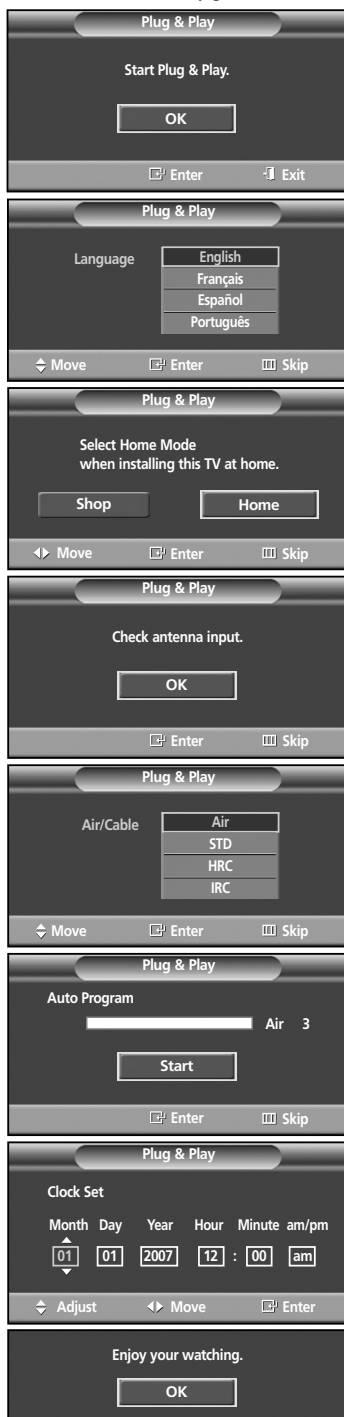 Plug & Play
Start Plug & Play.
OK
Enter Exit
Plug & Play
Language English
Français
Español
Português
Move Enter Skip
Plug & Play
Select Home Mode
when installing this TV at home.
Shop Home
Move Enter Skip
Plug & Play
Check antenna input.
OK
Enter Skip
Plug & Play
Air/Cable Air
STD
HRC
IRC
Move Enter Skip
Plug & Play
Auto Program
Air 3
Start
Enter Skip
Plug & Play
Clock Set
Month Day Year Hour Minute am/pm
01 01 2007 12 : 00 am
Adjust Move Enter
Enjoy your watching.
OK